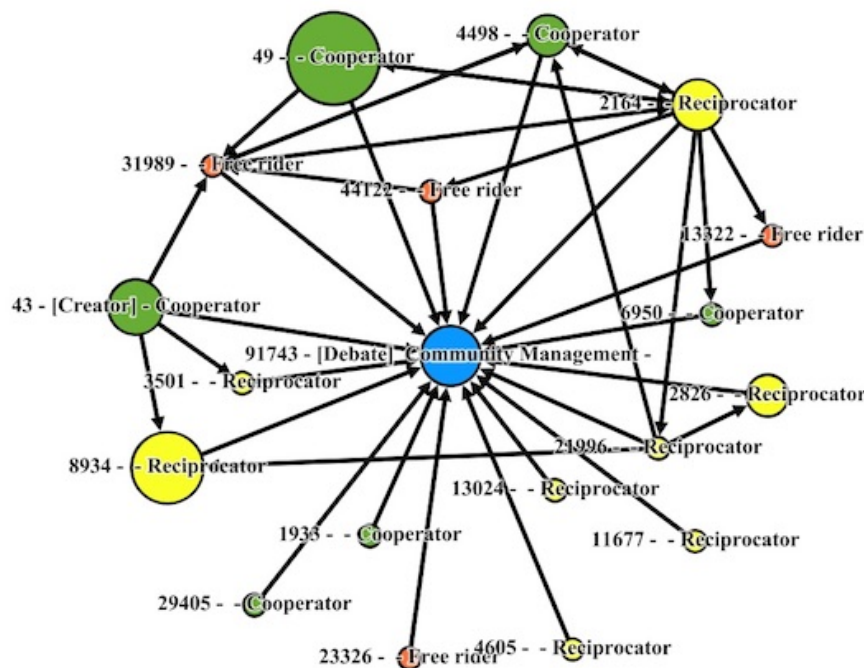 4498 -  - Cooperator
49 -  - Cooperator
2164 -  - Reciprocator
31989 -  - Free rider
44122 -  - Free rider
13322 -  - Free rider
43 - [Creator] - Cooperator
6950 -  - Cooperator
91743 - [Debate]  Community Management -
3501 -  - Reciprocator
2826 -  - Reciprocator
21996 -  - Reciprocator
8934 -  - Reciprocator
13024 -  - Reciprocator
1933 -  - Cooperator
11677 -  - Reciprocator
29405 -  - Cooperator
4605 -  - Reciprocator
23326 -  - Free rider